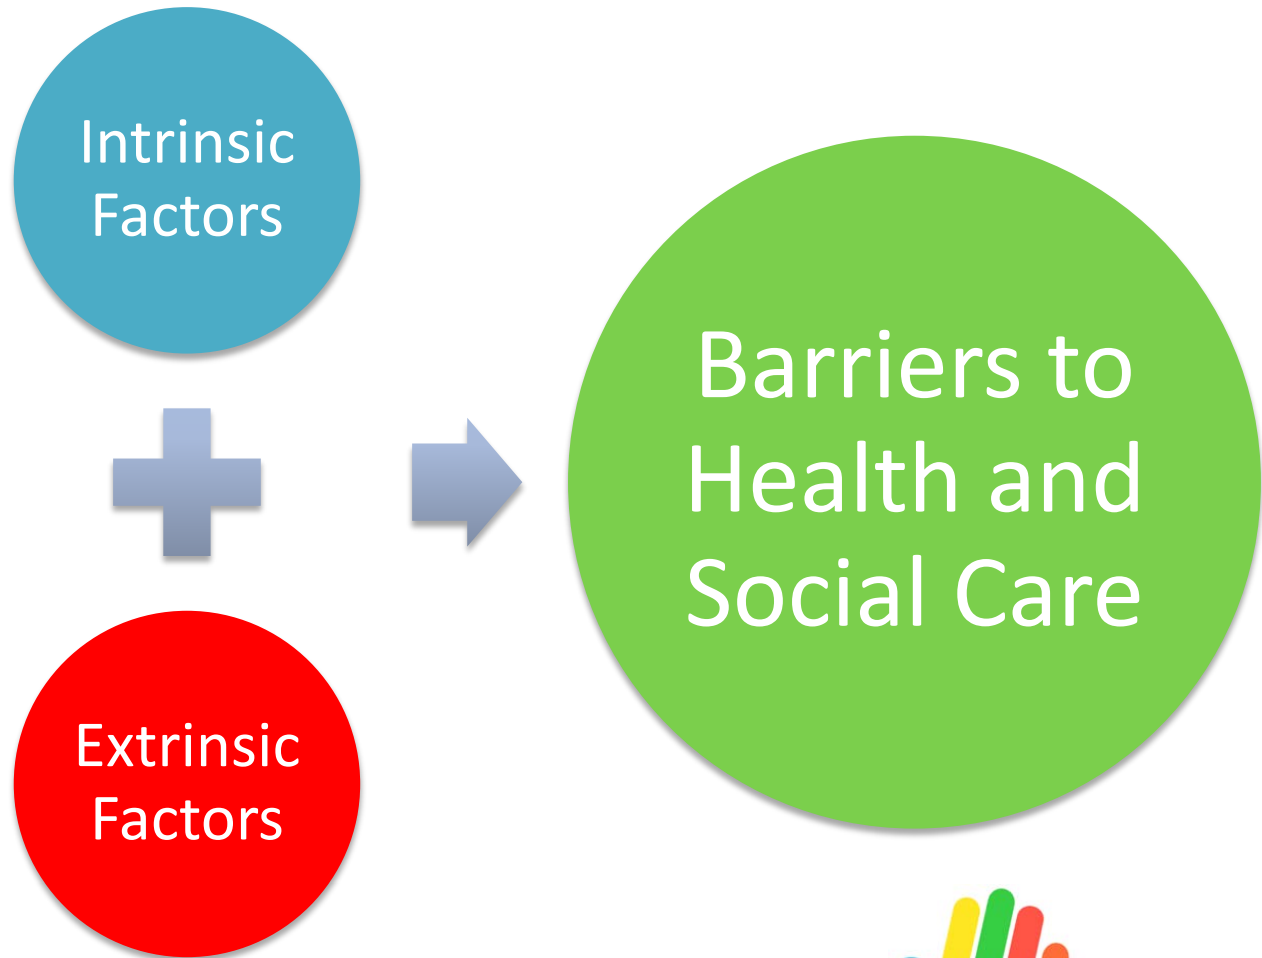 Intrinsic
Factors
Extrinsic
Factors
Barriers to
Health and
Social Care